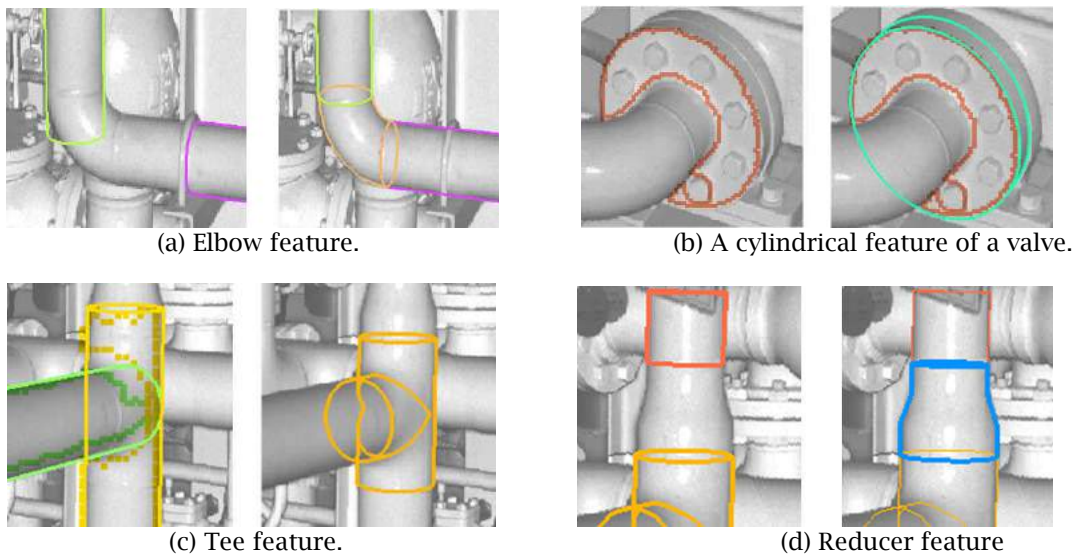 (a) Elbow feature.
(b) A cylindrical feature of a valve.
(c) Tee feature.
(d) Reducer feature